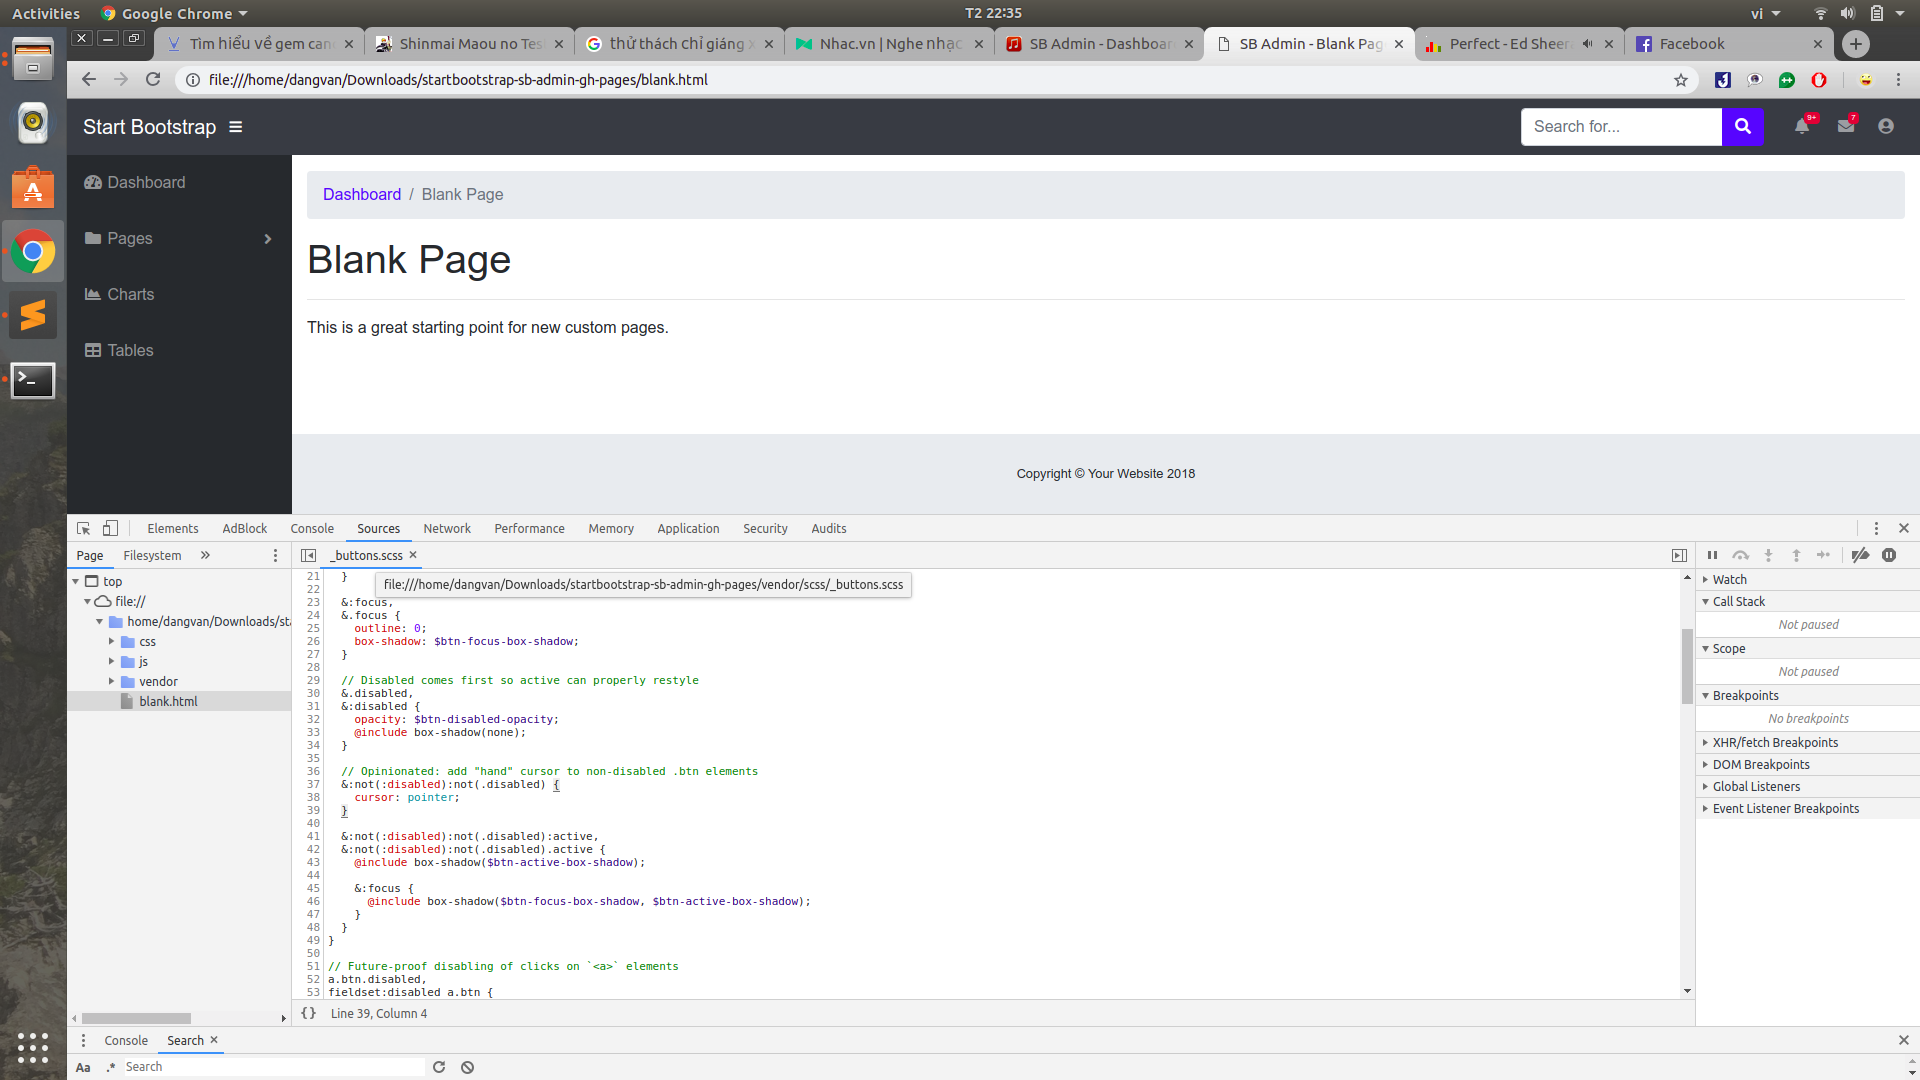 Activities Google Chrome T2 22:35 vi
Tìm hiểu về gem can Shinmai Maou no Tes thử thách chỉ giáng Nhac.vn | Nghe nhạc SB Admin - Dashboar SB Admin - Blank Pag Perfect - Ed Sheera Facebook
file:///home/dangvan/Downloads/startbootstrap-sb-admin-gh-pages/blank.html
Start Bootstrap Search for... 9+ 7
Dashboard
Pages
Charts
Tables
Dashboard / Blank Page
Blank Page
This is a great starting point for new custom pages.
Copyright © Your Website 2018
Elements AdBlock Console Sources Network Performance Memory Application Security Audits
Page Filesystem » _buttons.scss
top
file://
home/dangvan/Downloads/sta
css
js
vendor
blank.html
file:///home/dangvan/Downloads/startbootstrap-sb-admin-gh-pages/vendor/scss/_buttons.scss
21 }
22
23 &:focus,
24 &.focus {
25 outline: 0;
26 box-shadow: $btn-focus-box-shadow;
27 }
28
29 // Disabled comes first so active can properly restyle
30 &.disabled,
31 &:disabled {
32 opacity: $btn-disabled-opacity;
33 @include box-shadow(none);
34 }
35
36 // Opinionated: add "hand" cursor to non-disabled .btn elements
37 &:not(:disabled):not(.disabled) {
38 cursor: pointer;
39 }
40
41 &:not(:disabled):not(.disabled):active,
42 &:not(:disabled):not(.disabled).active {
43 @include box-shadow($btn-active-box-shadow);
44
45 &:focus {
46 @include box-shadow($btn-focus-box-shadow, $btn-active-box-shadow);
47 }
48 }
49 }
50
51 // Future-proof disabling of clicks on `<a>` elements
52 a.btn.disabled,
53 fieldset:disabled a.btn {
{} Line 39, Column 4
Watch
Call Stack
Not paused
Scope
Not paused
Breakpoints
No breakpoints
XHR/fetch Breakpoints
DOM Breakpoints
Global Listeners
Event Listener Breakpoints
Console Search
Aa .* Search